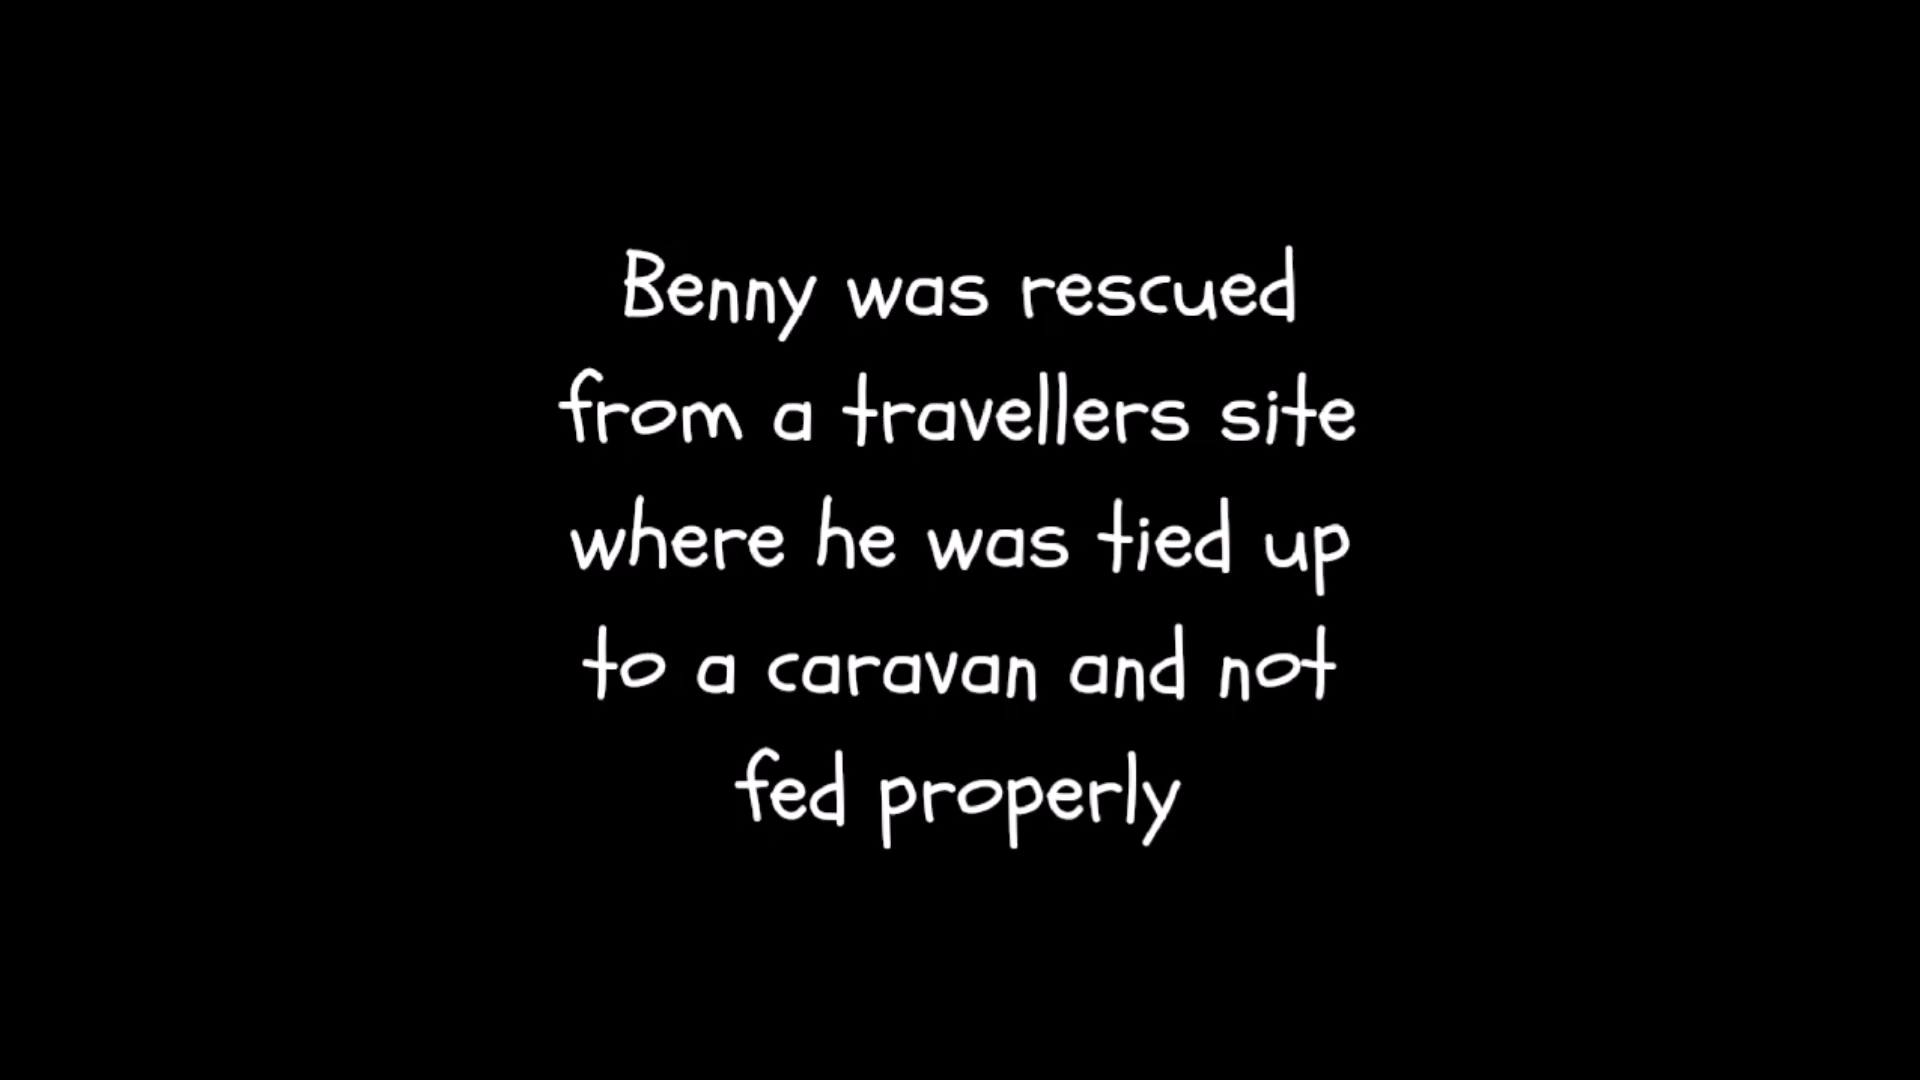 Benny was rescued
from a travellers site
where he was tied up
to a caravan and not
fed properly